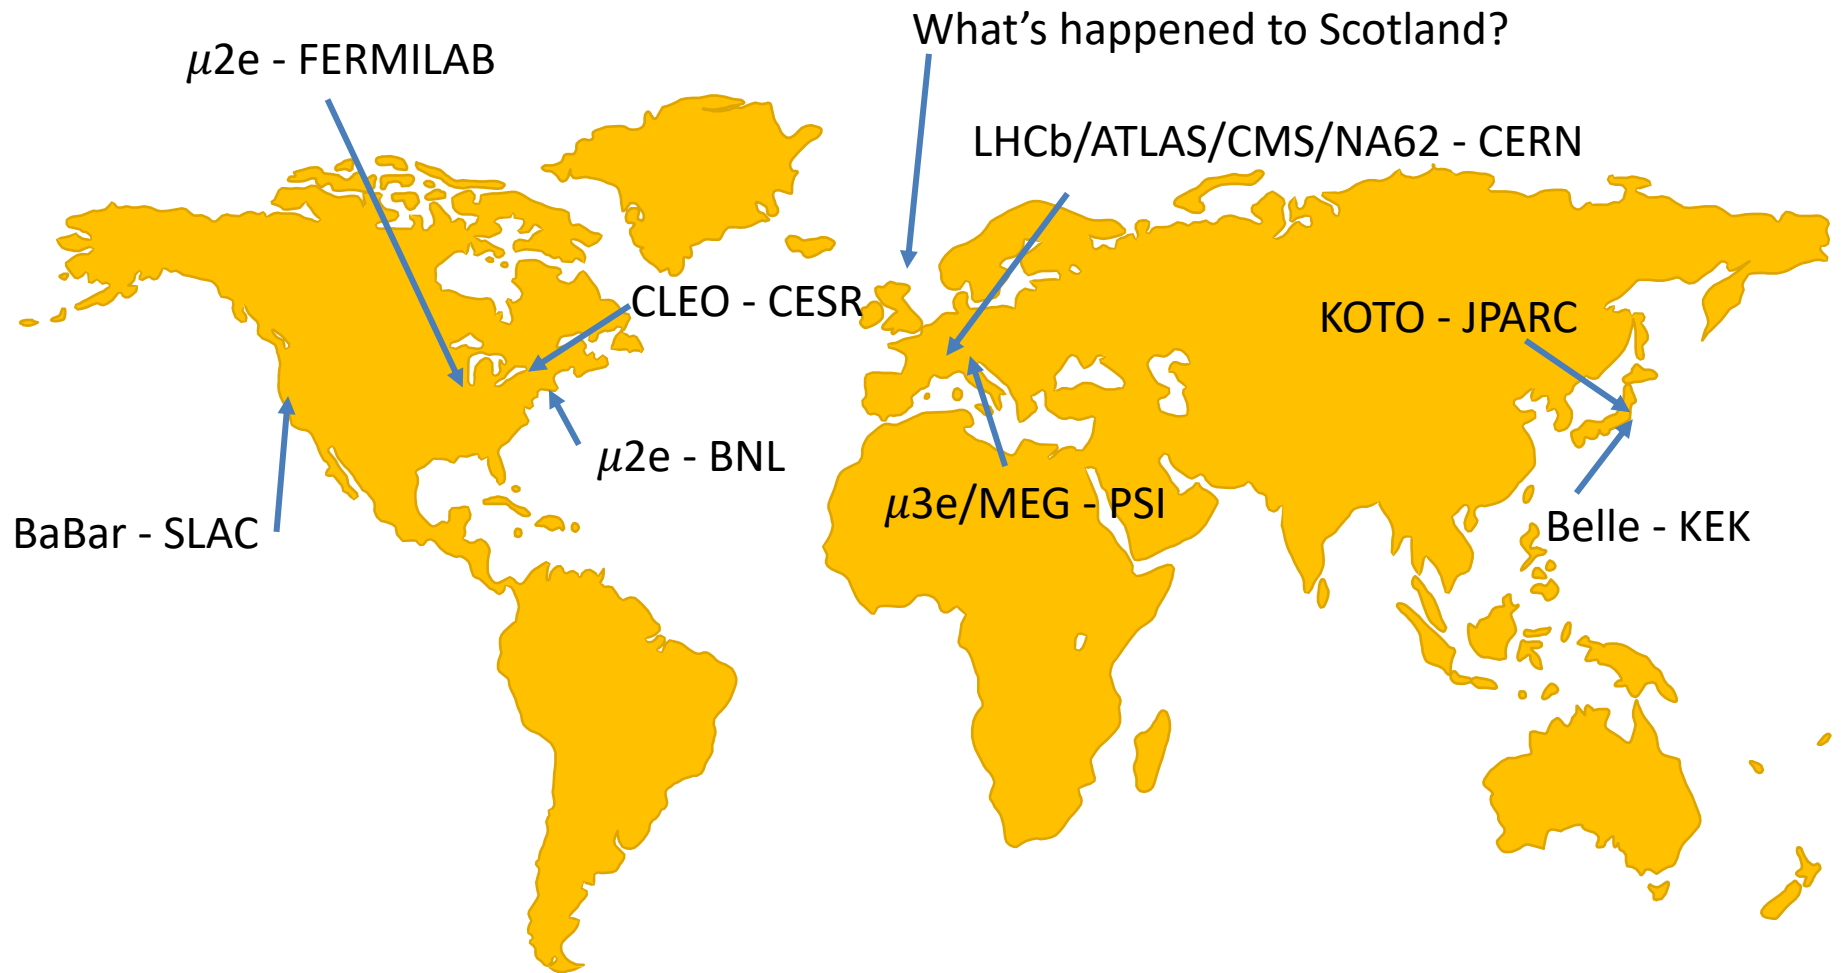 What’s happened to Scotland?
𝜇2e - FERMILAB
LHCb/ATLAS/CMS/NA62 - CERN
CLEO - CESR
KOTO - JPARC
𝜇2e - BNL
𝜇3e/MEG - PSI
BaBar - SLAC
Belle - KEK